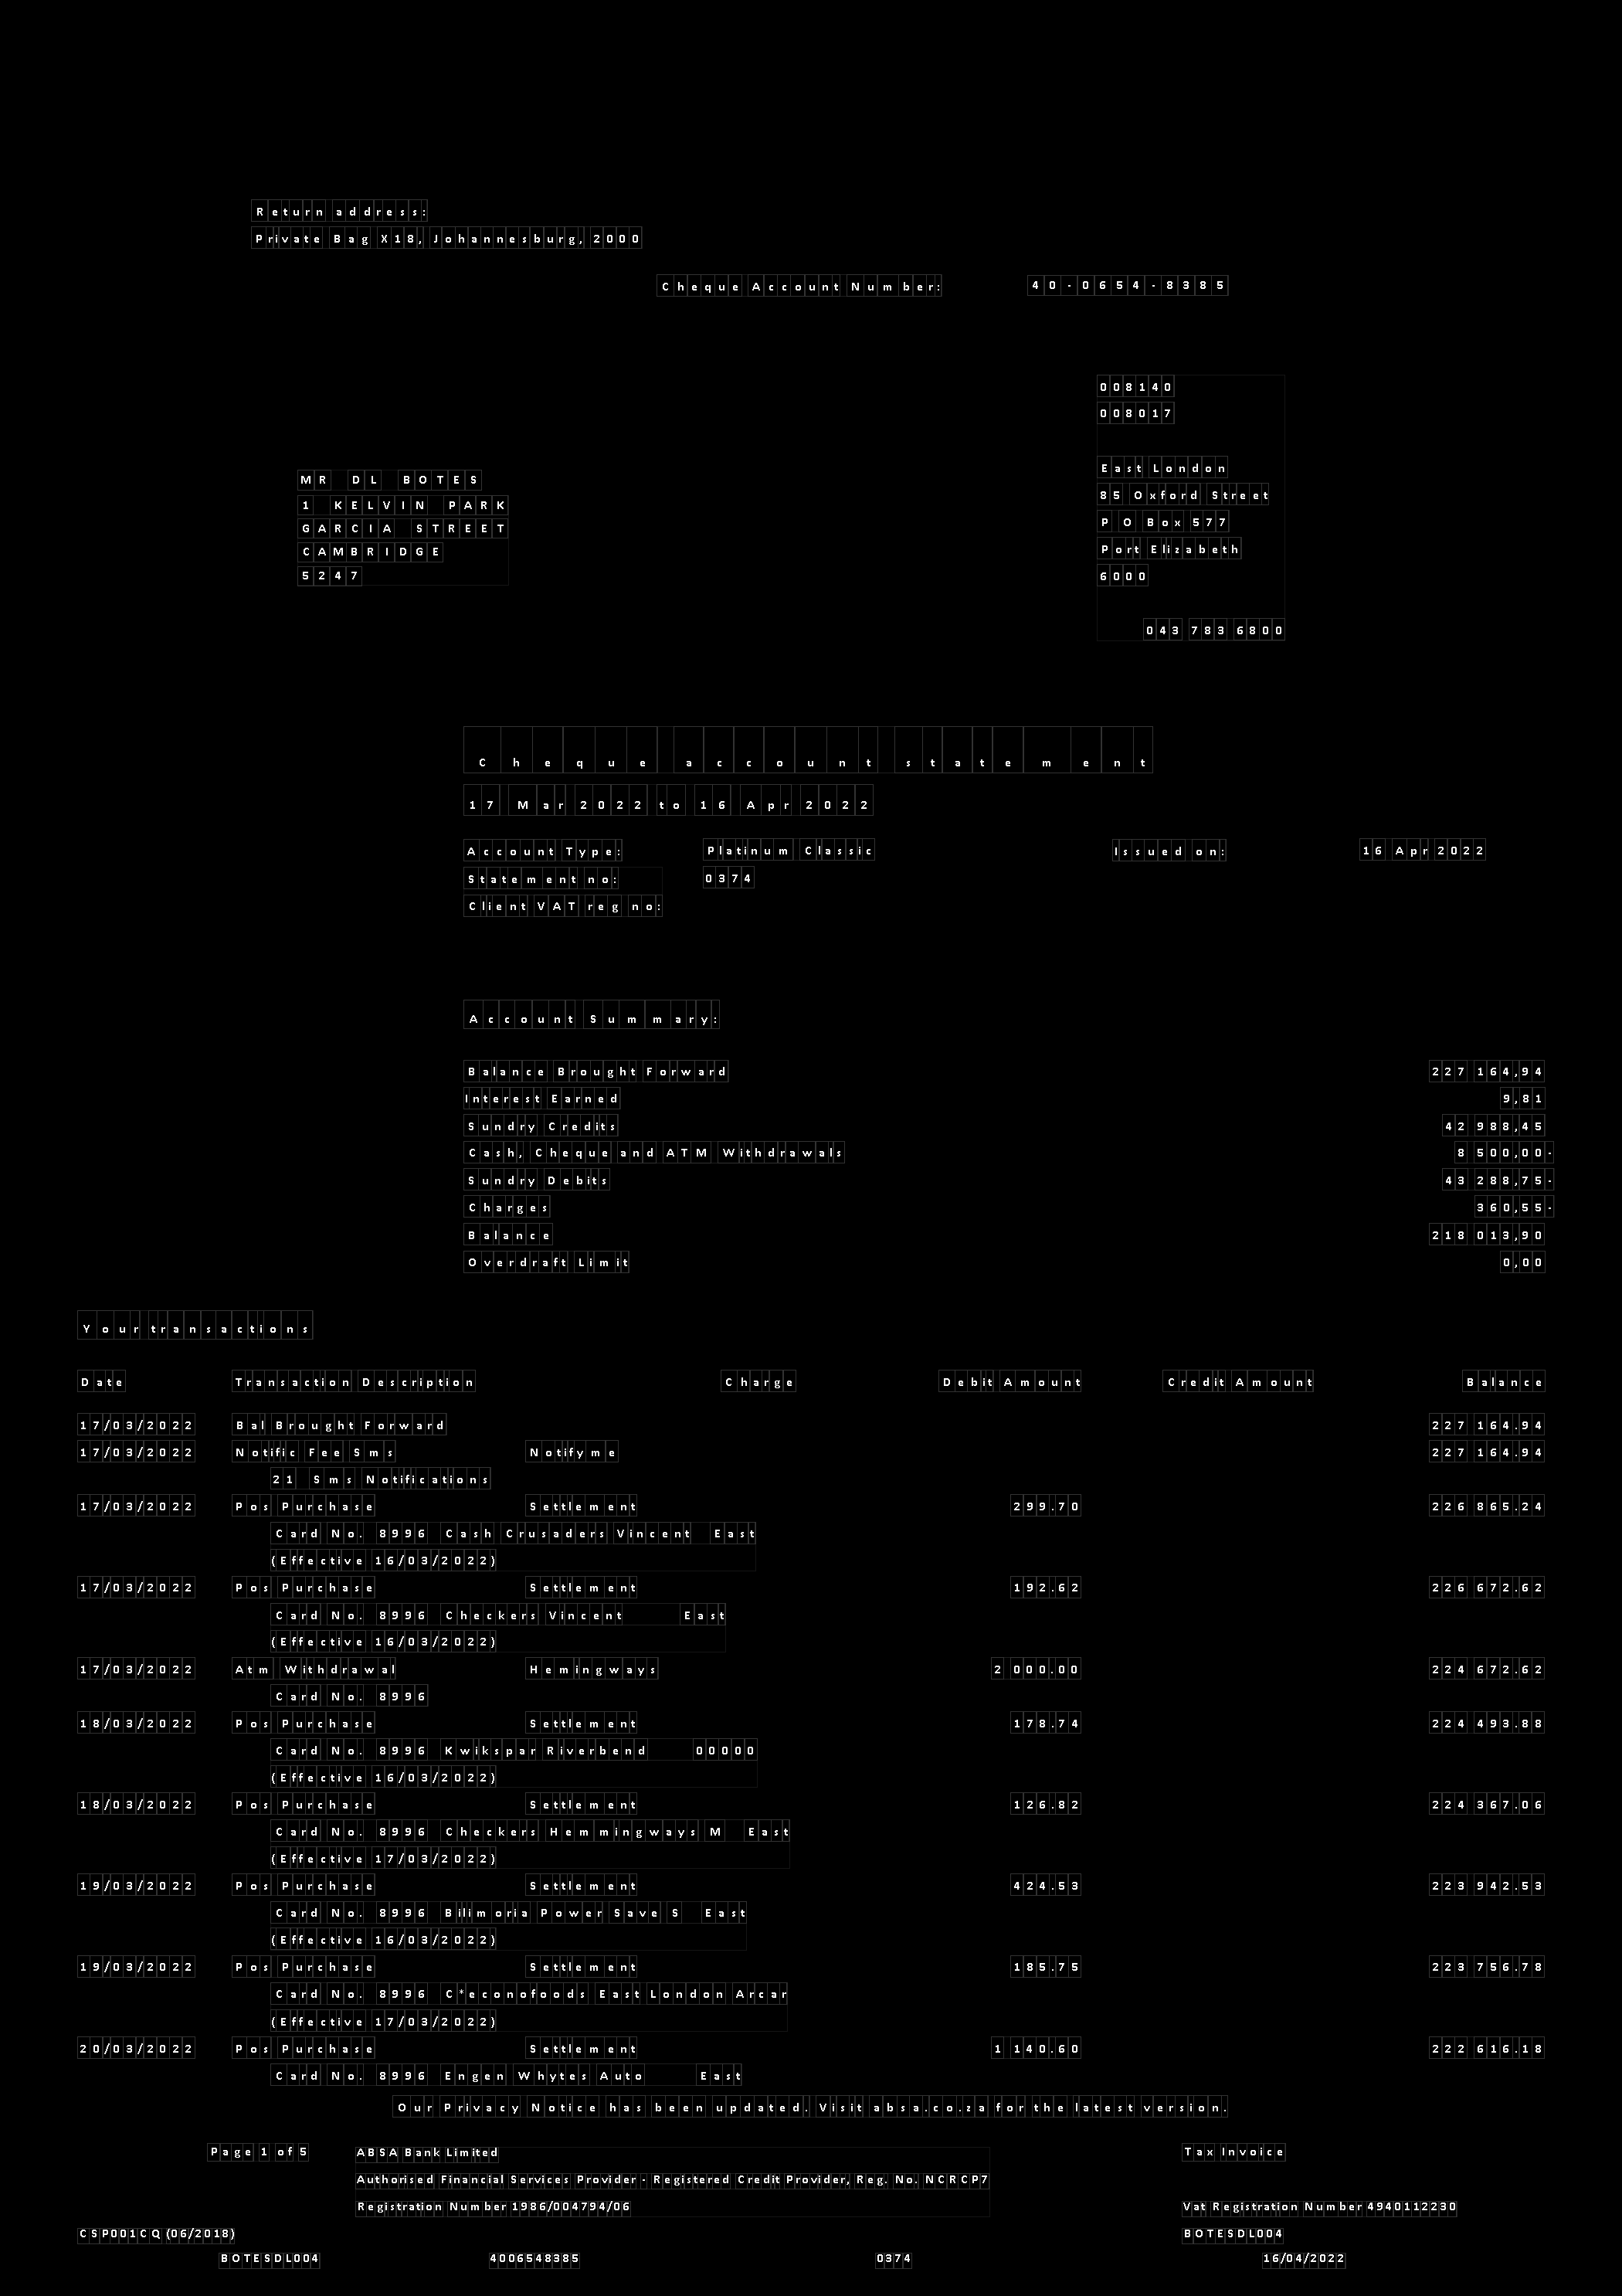 Return address:
Private Bag X18, Johannesburg, 2000
Cheque Account Number: 40-0654-8385
008140
008017
East London
85 Oxford Street
P O Box 577
Port Elizabeth
6000
043 783 6800
MR DL BOTES
1 KELVIN PARK
GARCIA STREET
CAMBRIDGE
5247
Cheque account statement
17 Mar 2022 to 16 Apr 2022
Account Type: Platinum Classic Issued on: 16 Apr 2022
Statement no: 0374
Client VAT reg no:
Account Summary:
Balance Brought Forward 227 164,94
Interest Earned 9,81
Sundry Credits 42 988,45
Cash, Cheque and ATM Withdrawals 8 500,00-
Sundry Debits 43 288,75-
Charges 360,55-
Balance 218 013,90
Overdraft Limit 0,00
Your transactions
Date Transaction Description Charge Debit Amount Credit Amount Balance
17/03/2022 Bal Brought Forward 227 164.94
17/03/2022 Notific Fee Sms Notifyme 227 164.94
21 Sms Notifications
17/03/2022 Pos Purchase Settlement 299.70 226 865.24
Card No. 8996 Cash Crusaders Vincent East
(Effective 16/03/2022)
17/03/2022 Pos Purchase Settlement 192.62 226 672.62
Card No. 8996 Checkers Vincent East
(Effective 16/03/2022)
17/03/2022 Atm Withdrawal Hemingways 2 000.00 224 672.62
Card No. 8996
18/03/2022 Pos Purchase Settlement 178.74 224 493.88
Card No. 8996 Kwikspar Riverbend 00000
(Effective 16/03/2022)
18/03/2022 Pos Purchase Settlement 126.82 224 367.06
Card No. 8996 Checkers Hemmingways M East
(Effective 17/03/2022)
19/03/2022 Pos Purchase Settlement 424.53 223 942.53
Card No. 8996 Bilimoria Power Save S East
(Effective 16/03/2022)
19/03/2022 Pos Purchase Settlement 185.75 223 756.78
Card No. 8996 C*econofoods East London Arcar
(Effective 17/03/2022)
20/03/2022 Pos Purchase Settlement 1 140.60 222 616.18
Card No. 8996 Engen Whytes Auto East
Our Privacy Notice has been updated. Visit absa.co.za for the latest version.
Page 1 of 5 ABSA Bank Limited Tax Invoice
Authorised Financial Services Provider - Registered Credit Provider, Reg. No. NCRCP7
Registration Number 1986/004794/06 Vat Registration Number 4940112230
CSP001CQ (06/2018) BOTESDL004
BOTESDL004 4006548385 0374 16/04/2022